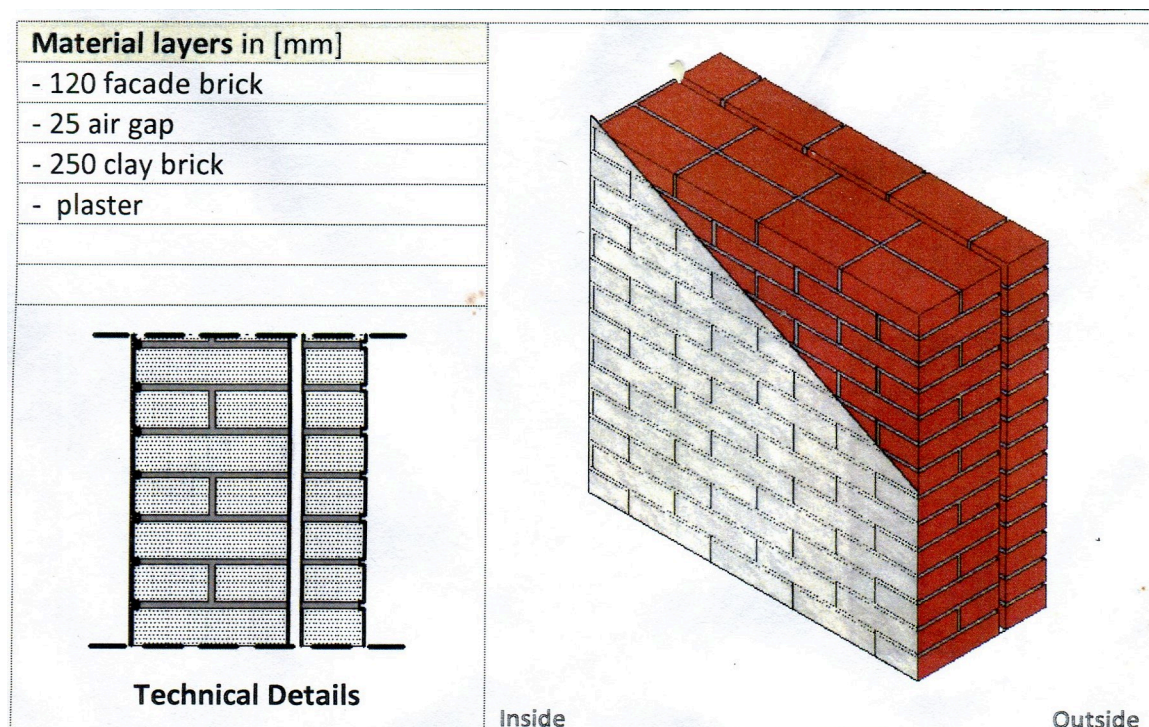 Material layers in [mm]
- 120 facade brick
- 25 air gap
- 250 clay brick
- plaster
Technical Details
Inside
Outside